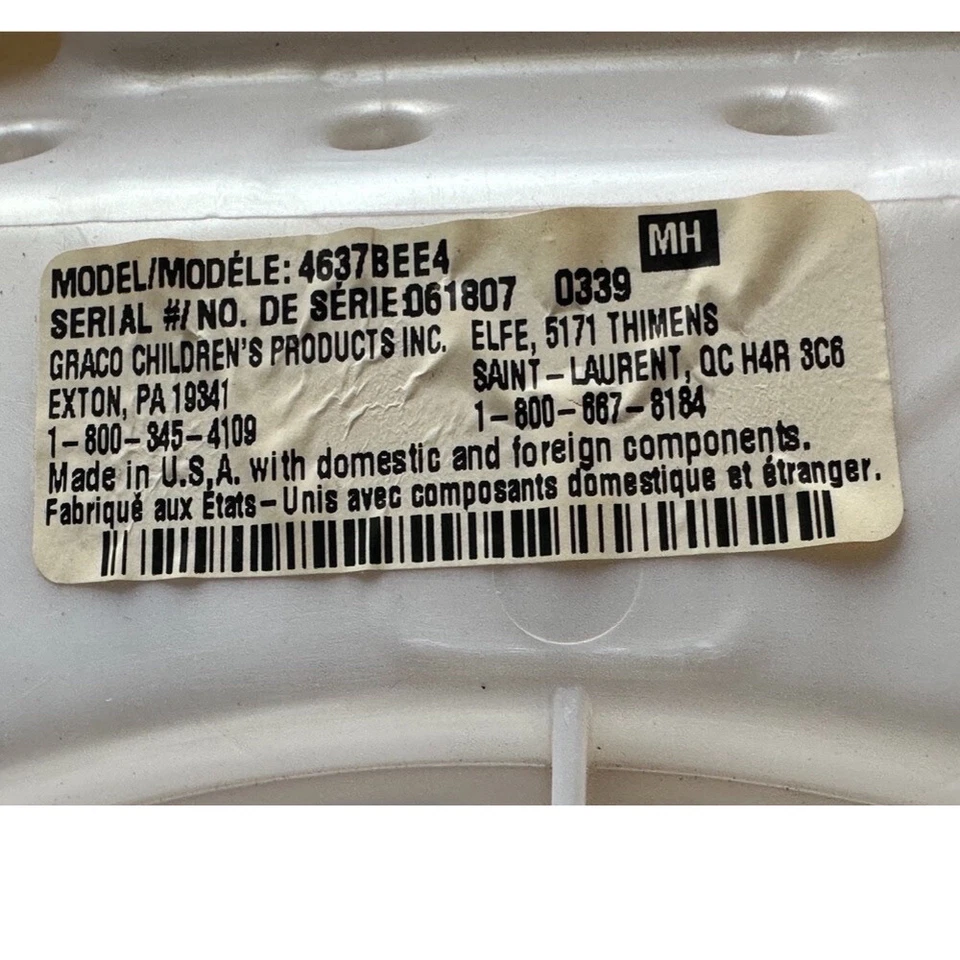 MH
MODEL/MODÈLE: 4637BEE4
SERIAL #/ NO. DE SÉRIE:061807 0339
GRACO CHILDREN'S PRODUCTS INC. ELFE, 5171 THIMENS
EXTON, PA 19341 SAINT-LAURENT, QC H4R 3C6
1-800-345-4109 1-800-667-8184
Made in U.S.A. with domestic and foreign components.
Fabriqué aux États-Unis avec composants domestique et étranger.